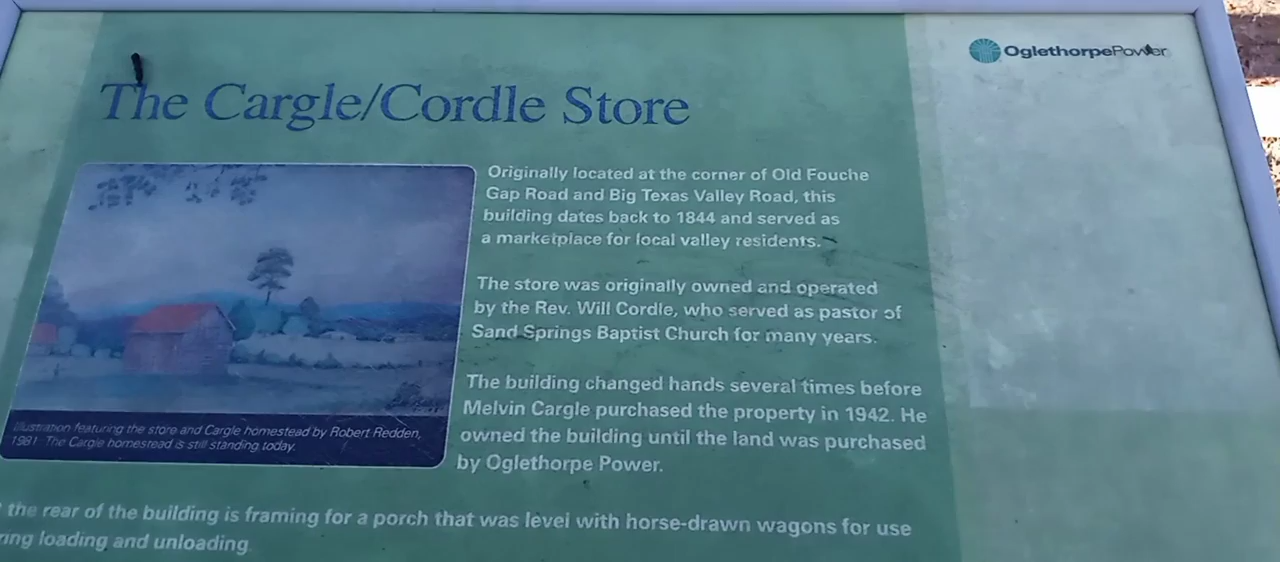 OglethorpePower
The Cargle/Cordle Store
Originally located at the corner of Old Fouche
Gap Road and Big Texas Valley Road, this
building dates back to 1844 and served as
a marketplace for local valley residents.
The store was originally owned and operated
by the Rev. Will Cordle, who served as pastor of
Sand Springs Baptist Church for many years.
The building changed hands several times before
Melvin Cargle purchased the property in 1942. He
owned the building until the land was purchased
by Oglethorpe Power.
Illustration featuring the store and Cargle homestead by Robert Redden,
1981. The Cargle homestead is still standing today.
the rear of the building is framing for a porch that was level with horse-drawn wagons for use
ring loading and unloading